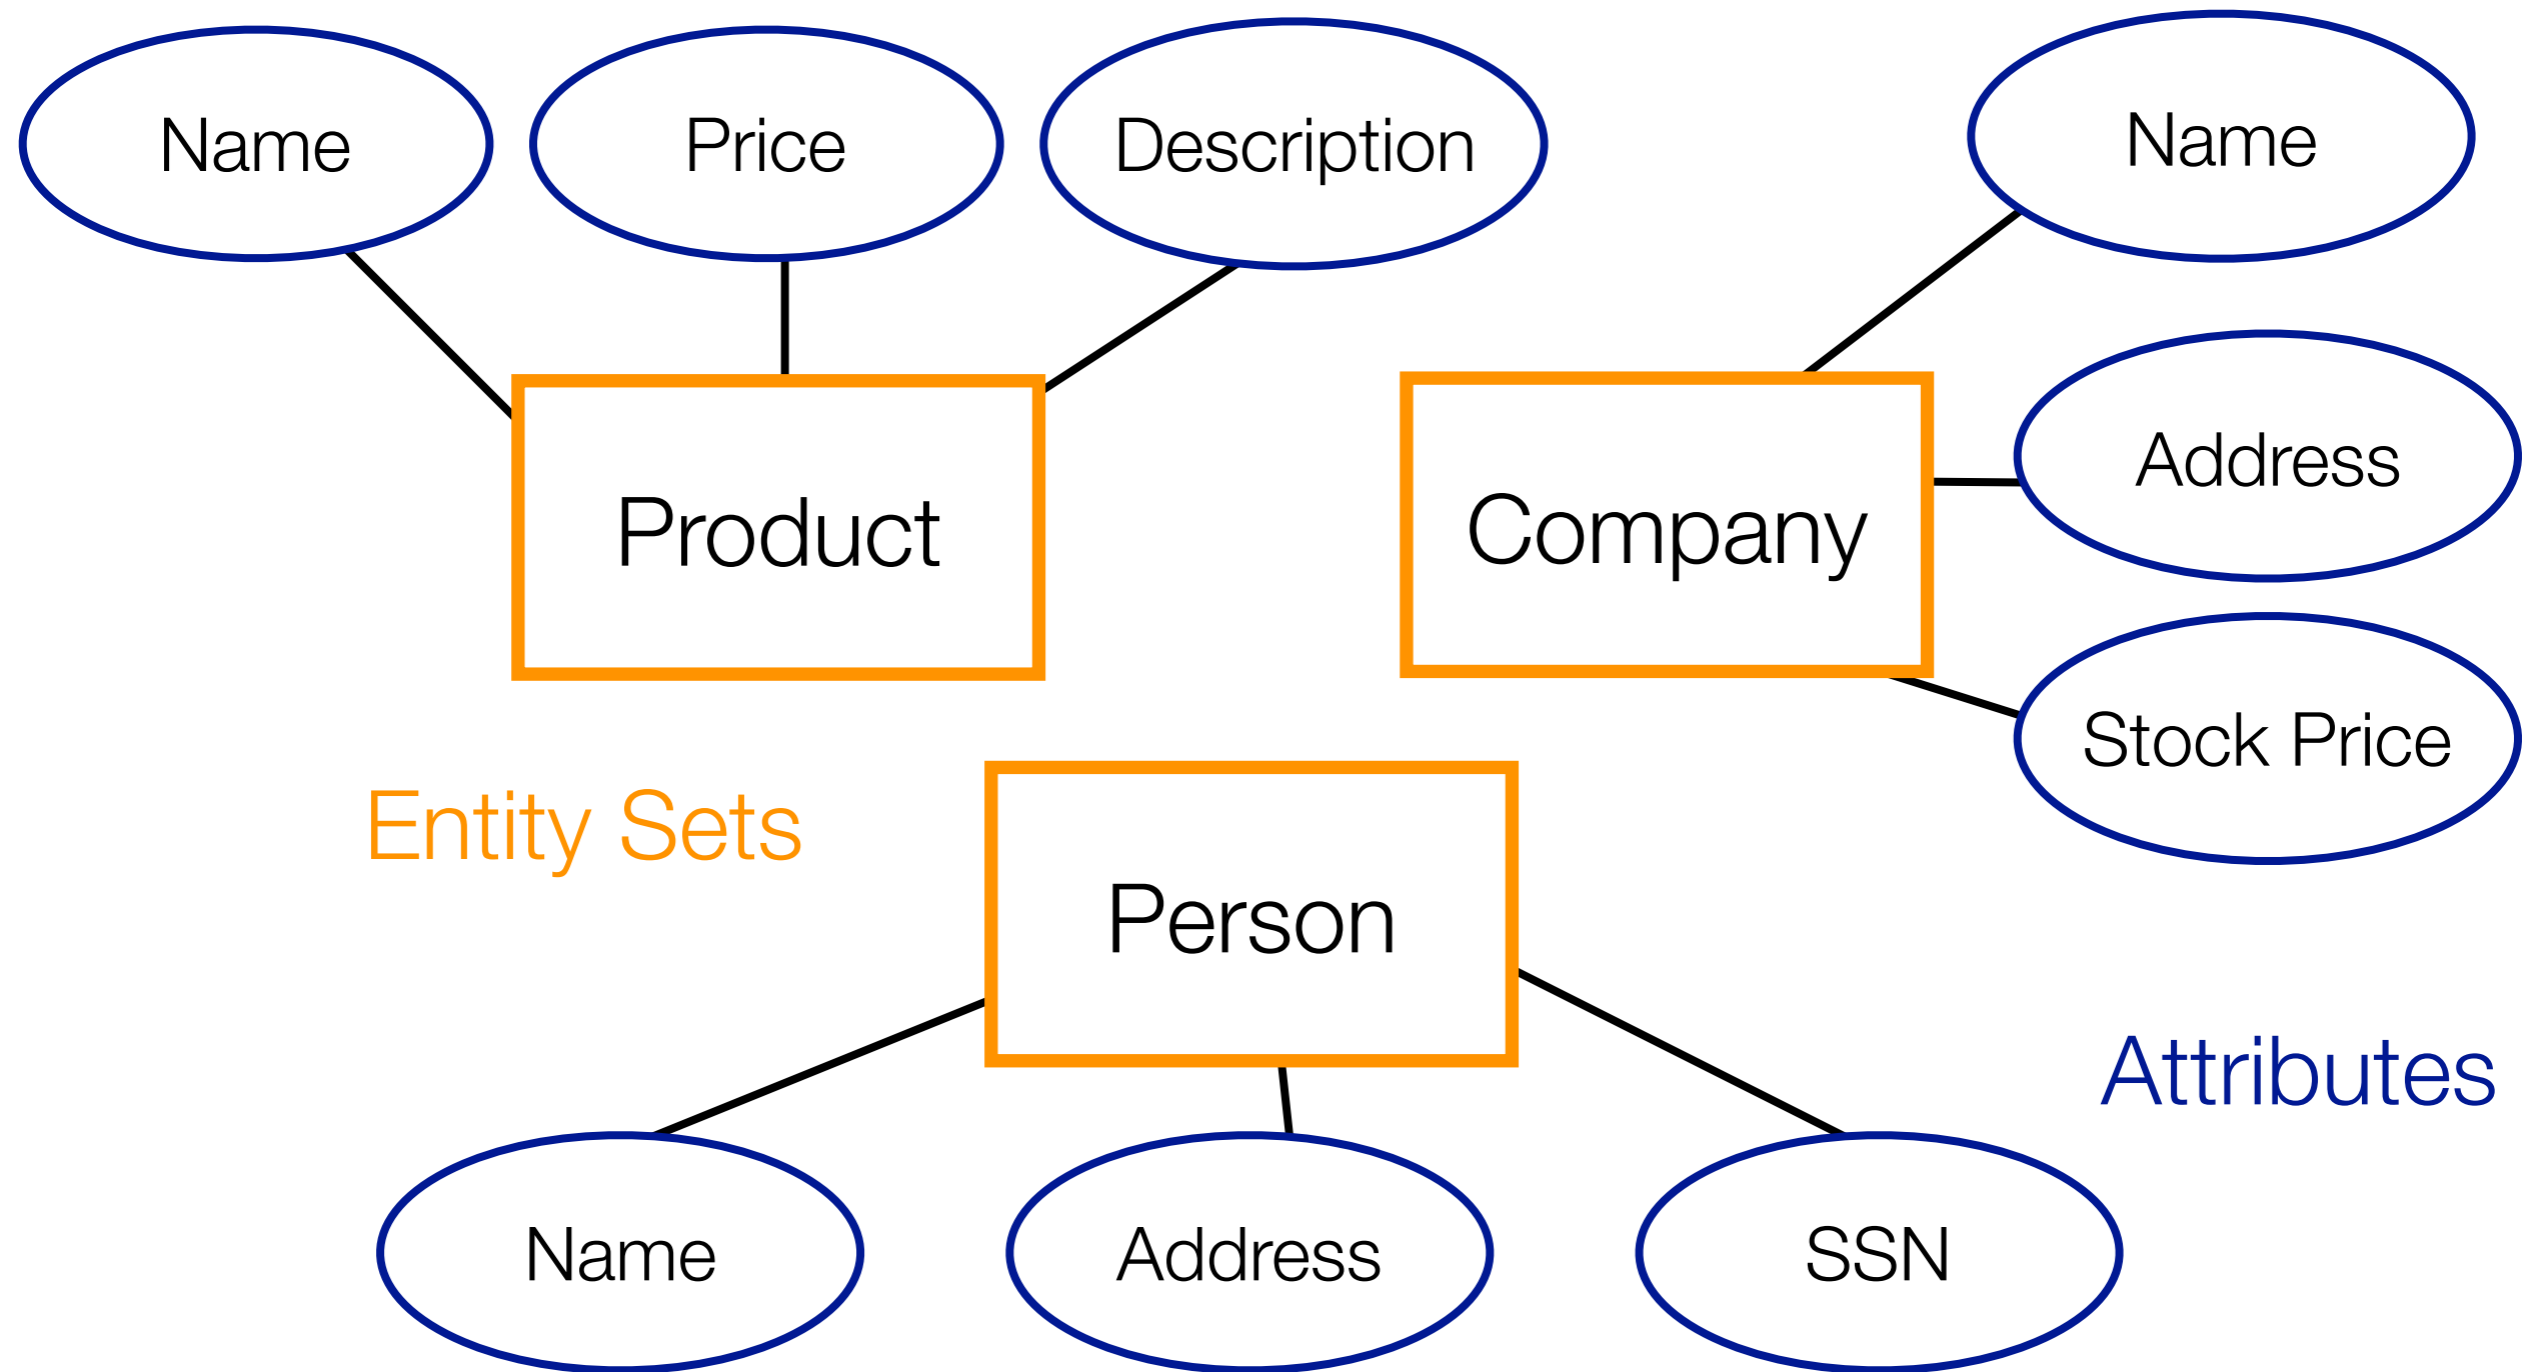 Name
Price
Description
Name
Product
Company
Address
Stock Price
Entity Sets
Person
Attributes
Name
Address
SSN